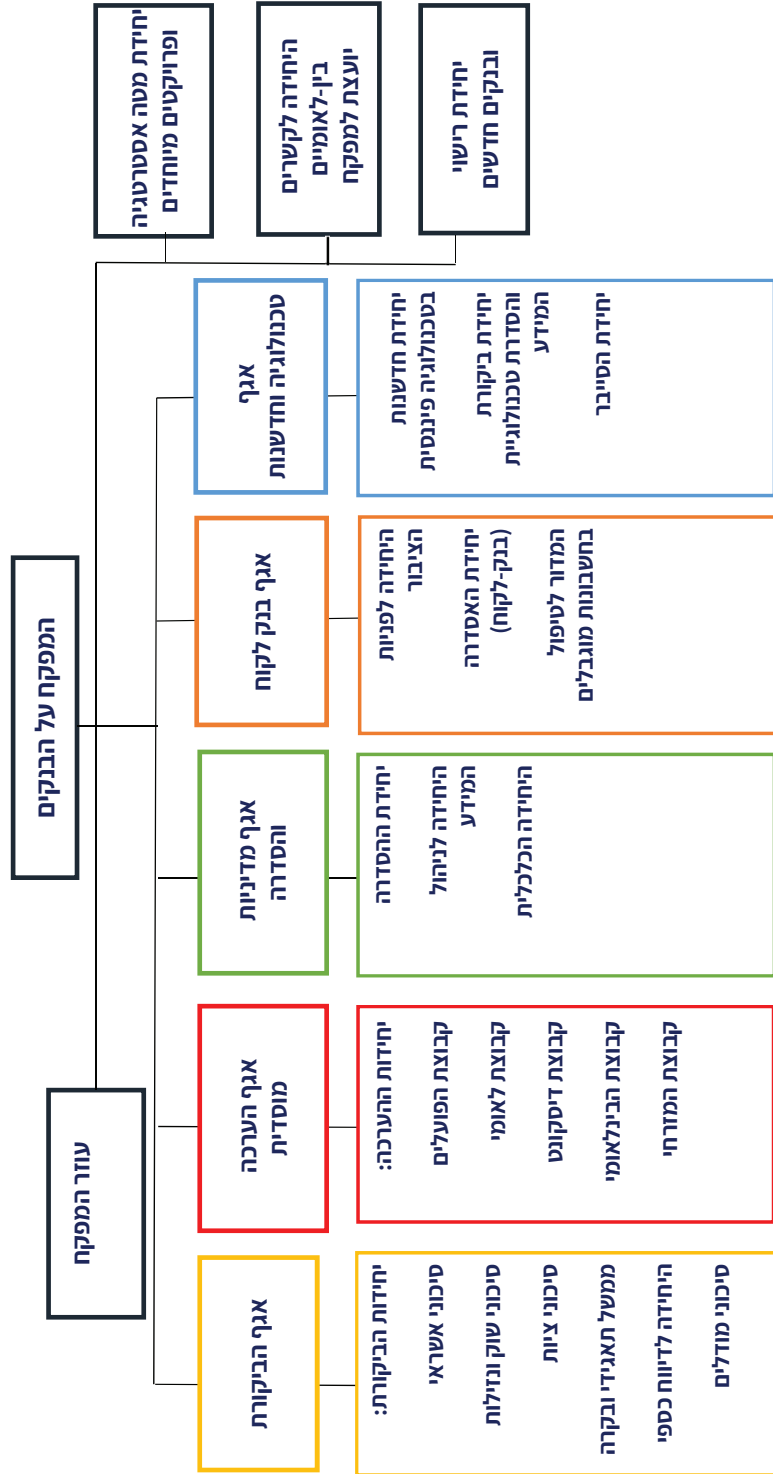 המפקח על הבנקים
עוזר המפקח
יחידת מטה אסטרטגיה
ופרויקטים מיוחדים
היחידה לקשרים
בין-לאומיים
יועצת למפקח
יחידת רישוי
ובנקים חדשים
אגף
טכנולוגיה וחדשנות
יחידת חדשנות
בטכנולוגיה פיננסית
יחידת ביקורת
והסדרת טכנולוגיית
המידע
יחידת הסייבר
אגף בנק לקוח
היחידה לפניות
הציבור
יחידת האסדרה
(בנק-לקוח)
המדור לטיפול
בחשבונות מוגבלים
אגף מדיניות
והסדרה
יחידת ההסדרה
היחידה לניהול
המידע
היחידה הכלכלית
אגף הערכה
מוסדית
יחידות ההערכה:
קבוצת הפועלים
קבוצת לאומי
קבוצת דיסקונט
קבוצת הבינלאומי
קבוצת המזרחי
אגף הביקורת
יחידות הביקורת:
סיכוני אשראי
סיכוני שוק ונזילות
סיכוני ציות
ממשל תאגידי ובקרה
היחידה לדיווח כספי
סיכוני מודלים